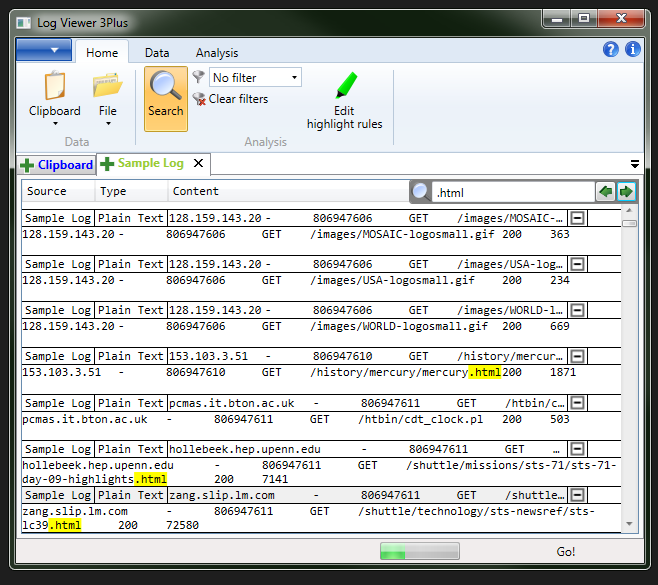 Log Viewer 3Plus
Home Data Analysis
Clipboard File Search No filter
Clear filters
Edit
highlight rules
Data Analysis
Clipboard Sample Log
Source Type Content .html
Sample Log Plain Text 128.159.143.20 - 806947606 GET /images/MOSAIC-…
128.159.143.20 - 806947606 GET /images/MOSAIC-logosmall.gif 200 363
Sample Log Plain Text 128.159.143.20 - 806947606 GET /images/USA-log…
128.159.143.20 - 806947606 GET /images/USA-logosmall.gif 200 234
Sample Log Plain Text 128.159.143.20 - 806947606 GET /images/WORLD-l…
128.159.143.20 - 806947606 GET /images/WORLD-logosmall.gif 200 669
Sample Log Plain Text 153.103.3.51 - 806947610 GET /history/mercur…
153.103.3.51 - 806947610 GET /history/mercury/mercury.html 200 1871
Sample Log Plain Text pcmas.it.bton.ac.uk - 806947611 GET /htbin/c…
pcmas.it.bton.ac.uk - 806947611 GET /htbin/cdt_clock.pl 200 503
Sample Log Plain Text hollebeek.hep.upenn.edu - 806947611 GET …
hollebeek.hep.upenn.edu - 806947611 GET /shuttle/missions/sts-71/sts-71-
day-09-highlights.html 200 7141
Sample Log Plain Text zang.slip.lm.com - 806947611 GET /shuttle…
zang.slip.lm.com - 806947611 GET /shuttle/technology/sts-newsref/sts-
lc39.html 200 72580
Go!